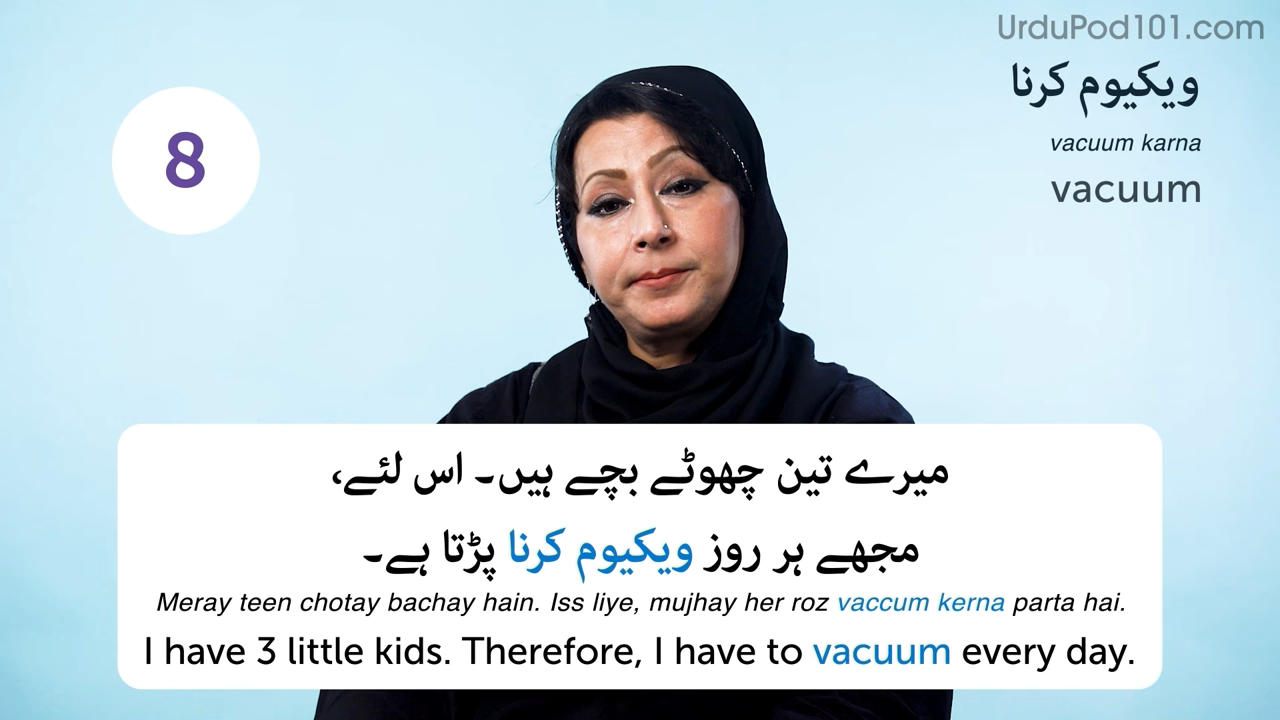 UrduPod101.com
8
ویکیوم کرنا
vacuum karna
vacuum
میرے تین چھوٹے بچے ہیں۔ اس لئے،
مجھے ہر روز ویکیوم کرنا پڑتا ہے۔
Meray teen chotay bachay hain. Iss liye, mujhay her roz vaccum kerna parta hai.
I have 3 little kids. Therefore, I have to vacuum every day.